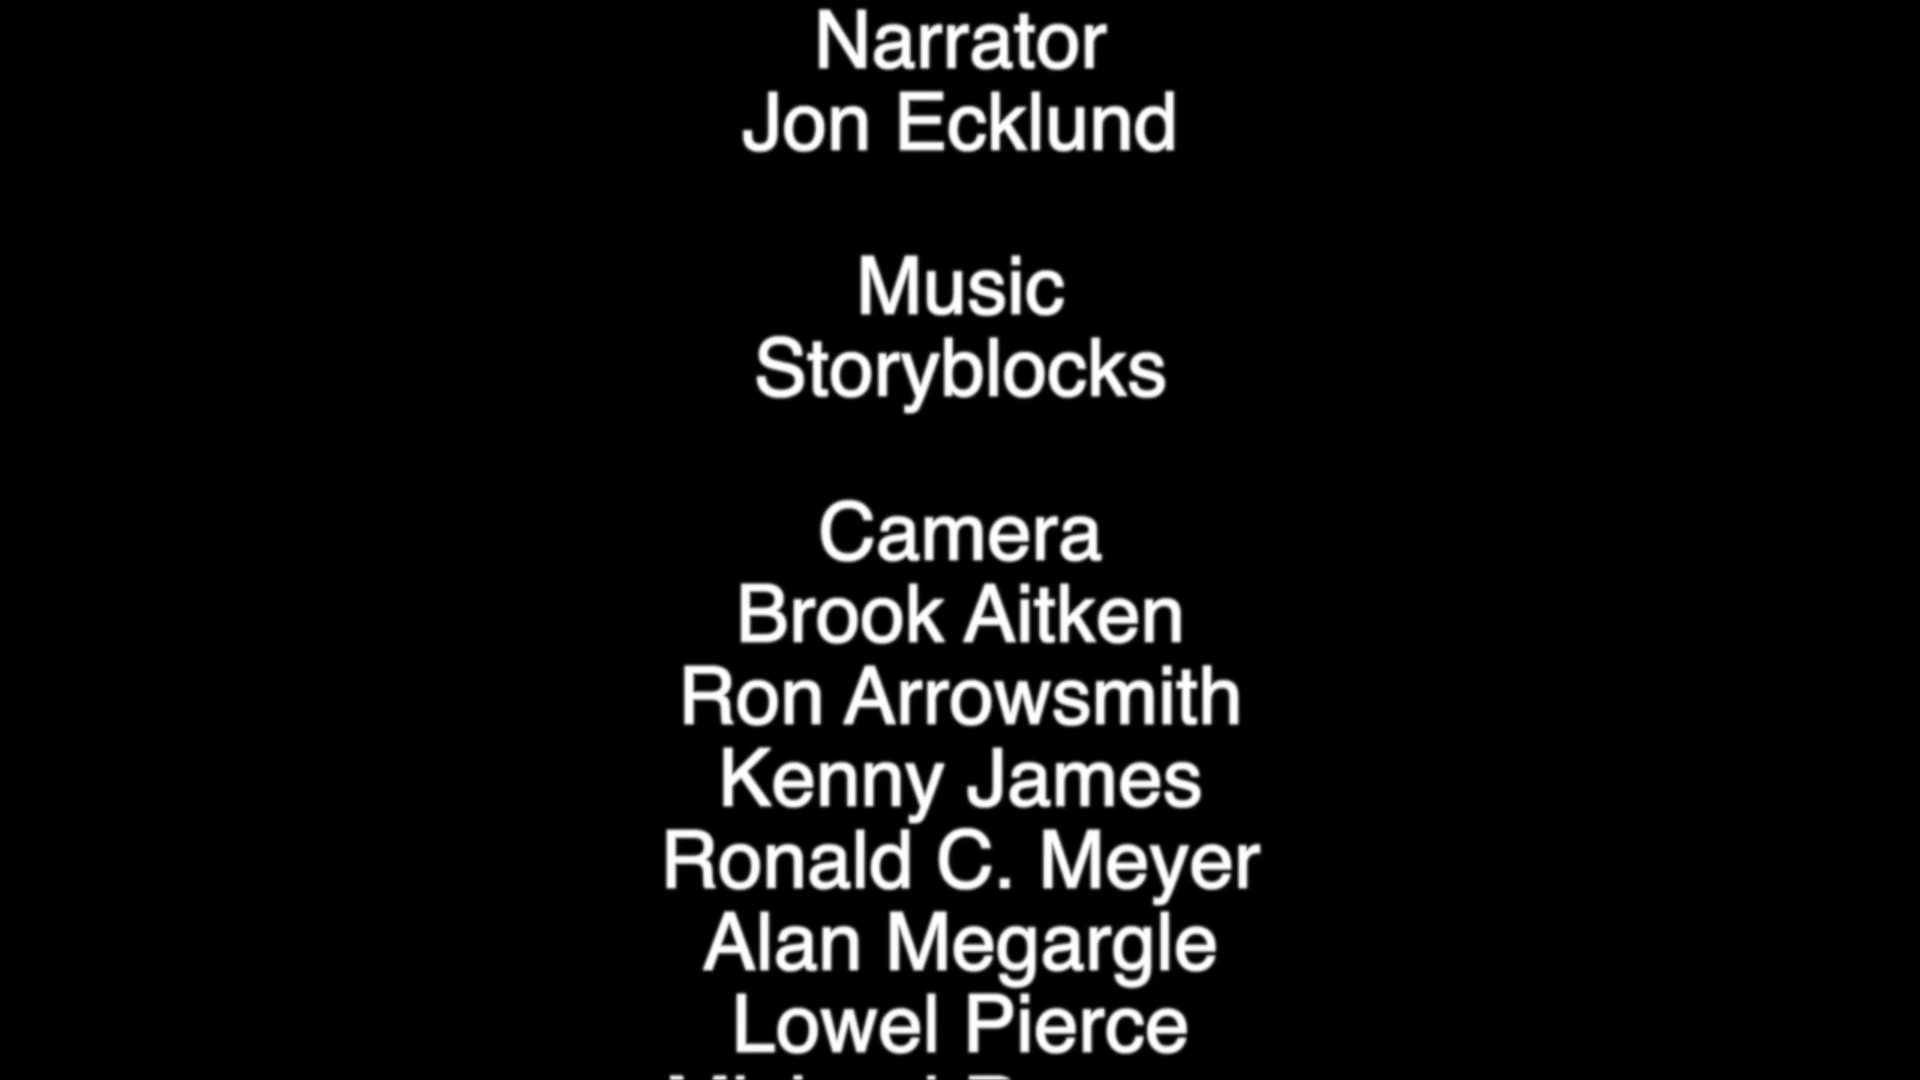 Narrator
Jon Ecklund
Music
Storyblocks
Camera
Brook Aitken
Ron Arrowsmith
Kenny James
Ronald C. Meyer
Alan Megargle
Lowel Pierce